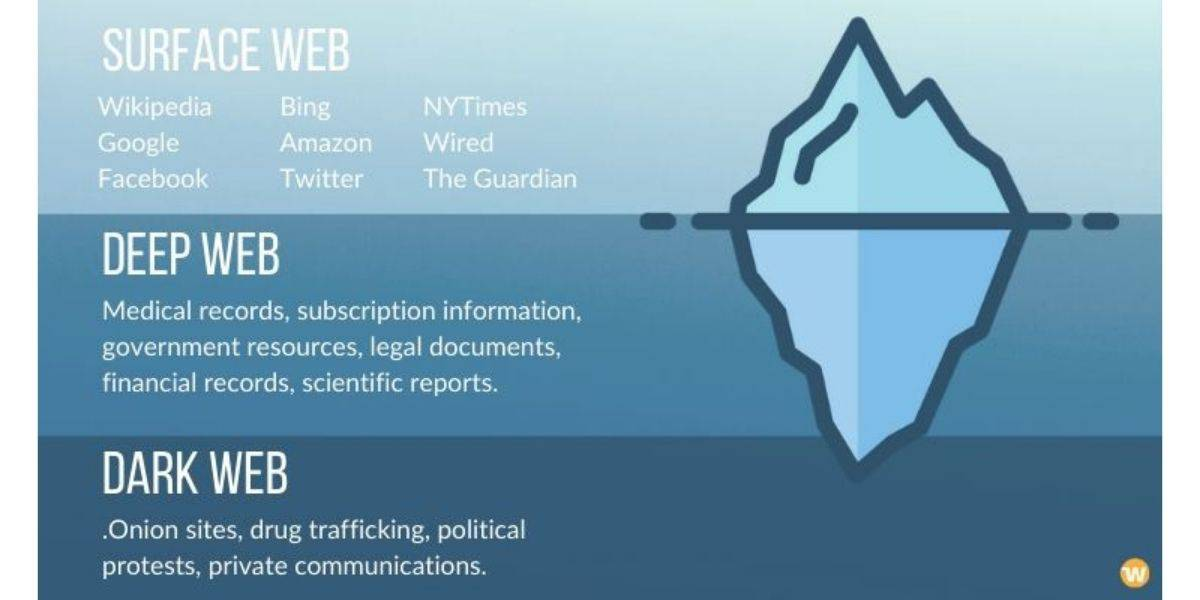 SURFACE WEB
Wikipedia Bing NYTimes
Google Amazon Wired
Facebook Twitter The Guardian
DEEP WEB
Medical records, subscription information,
government resources, legal documents,
financial records, scientific reports.
DARK WEB
.Onion sites, drug trafficking, political
protests, private communications.
W